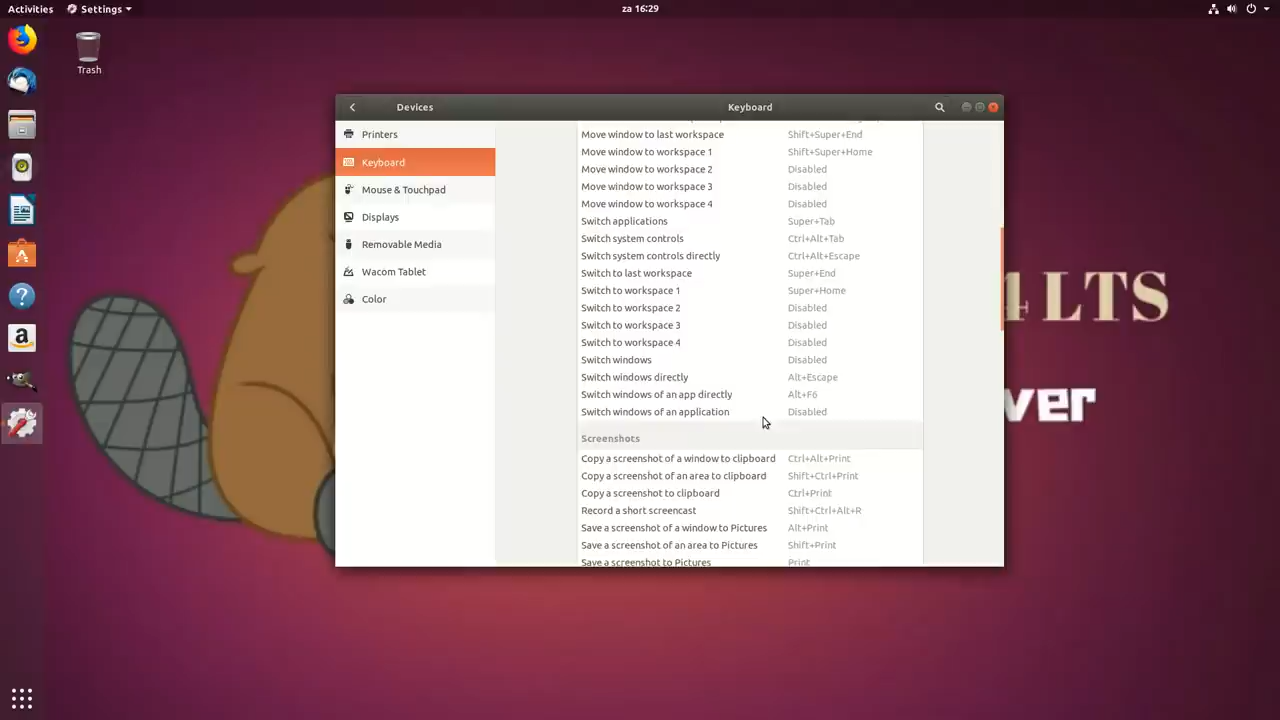 Activities
Settings
za 16:29
Trash
Devices
Keyboard
Printers
Keyboard
Mouse & Touchpad
Displays
Removable Media
Wacom Tablet
Color
Move window to last workspace Shift+Super+End
Move window to workspace 1 Shift+Super+Home
Move window to workspace 2 Disabled
Move window to workspace 3 Disabled
Move window to workspace 4 Disabled
Switch applications Super+Tab
Switch system controls Ctrl+Alt+Tab
Switch system controls directly Ctrl+Alt+Escape
Switch to last workspace Super+End
Switch to workspace 1 Super+Home
Switch to workspace 2 Disabled
Switch to workspace 3 Disabled
Switch to workspace 4 Disabled
Switch windows Disabled
Switch windows directly Alt+Escape
Switch windows of an app directly Alt+F6
Switch windows of an application Disabled
Screenshots
Copy a screenshot of a window to clipboard Ctrl+Alt+Print
Copy a screenshot of an area to clipboard Shift+Ctrl+Print
Copy a screenshot to clipboard Ctrl+Print
Record a short screencast Shift+Ctrl+Alt+R
Save a screenshot of a window to Pictures Alt+Print
Save a screenshot of an area to Pictures Shift+Print
Save a screenshot to Pictures Print
4 LTS
ver